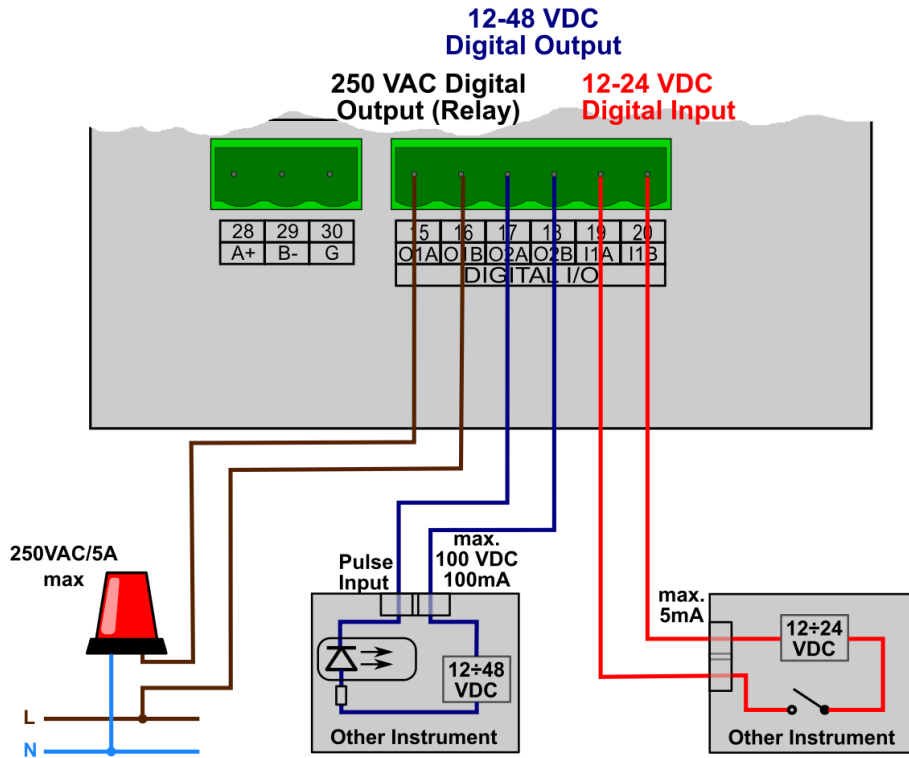 12-48 VDC
Digital Output
250 VAC Digital
Output (Relay)
12-24 VDC
Digital Input
28 29 30
A+ B- G
15 16 17 18 19 20
O1A O1B O2A O2B I1A I1B
DIGITAL I/O
250VAC/5A
max
Pulse
Input
max.
100 VDC
100mA
max.
5mA
12÷48
VDC
Other Instrument
12÷24
VDC
Other Instrument
L
N